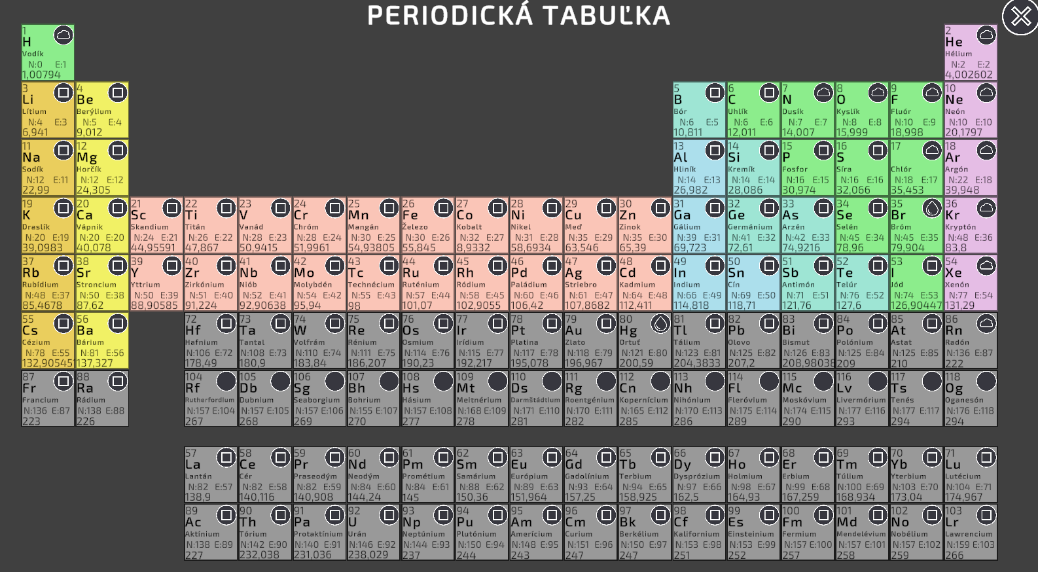 PERIODICKÁ TABUĽKA
1 2
H He
Vodík Hélium
N:0 E:1 N:2 E:2
1,00794 4,002602
3 4 5 6 7 8 9 10
Li Be B C N O F Ne
Lítium Berýlium Bór Uhlík Dusík Kyslík Fluór Neón
N:4 E:3 N:5 E:4 N:6 E:5 N:6 E:6 N:7 E:7 N:8 E:8 N:10 E:9 N:10 E:10
6,941 9,012 10,811 12,011 14,007 15,999 18,998 20,1797
11 12 13 14 15 16 17 18
Na Mg Al Si P S Ar
Sodík Horčík Hliník Kremík Fosfor Síra Chlór Argón
N:12 E:11 N:12 E:12 N:14 E:13 N:14 E:14 N:16 E:15 N:16 E:16 N:18 E:17 N:22 E:18
22,99 24,305 26,982 28,086 30,974 32,066 35,453 39,948
19 20 21 22 23 24 25 26 27 28 29 30 31 32 33 34 35 36
K Ca Sc Ti V Cr Mn Fe Co Ni Cu Zn Ga Ge As Se Br Kr
Draslík Vápnik Skandium Titán Vanád Chróm Mangán Železo Kobalt Nikel Meď Zinok Gálium Germánium Arzén Selén Bróm Kryptón
N:20 E:19 N:20 E:20 N:24 E:21 N:26 E:22 N:28 E:23 N:28 E:24 N:30 E:25 N:30 E:26 N:32 E:27 N:31 E:28 N:35 E:29 N:35 E:30 N:39 E:31 N:41 E:32 N:42 E:33 N:45 E:34 N:45 E:35 N:48 E:36
39,0983 40,078 44,95591 47,867 50,9415 51,9961 54,93805 55,845 8,9332 58,6934 63,546 65,39 69,723 72,61 74,9216 78,96 79,904 83,8
37 38 39 40 41 42 43 44 45 46 47 48 49 50 51 52 53 54
Rb Sr Y Zr Nb Mo Tc Ru Rh Pd Ag Cd In Sn Sb Te I Xe
Rubídium Stroncium Yttrium Zirkón Niób Molybdén Technécium Ruténium Ródium Paládium Striebro Kadmium Indium Cín Antimón Telúr Jód Xenón
N:48 E:37 N:50 E:38 N:50 E:39 N:51 E:40 N:52 E:41 N:54 E:42 N:55 E:43 N:57 E:44 N:58 E:45 N:60 E:46 N:61 E:47 N:64 E:48 N:66 E:49 N:69 E:50 N:71 E:51 N:76 E:52 N:74 E:53 N:77 E:54
85,4678 87,62 88,90585 91,224 92,90638 95,94 98 101,07 102,9055 106,42 107,8682 112,411 114,818 118,71 121,76 127,6 126,90447 131,29
55 56 72 73 74 75 76 77 78 79 80 81 82 83 84 85 86
Cs Ba Hf Ta W Re Os Ir Pt Au Hg Tl Pb Bi Po At Rn
Cézium Bárium Hafnium Tantal Volfrám Rénium Osmium Irídium Platina Zlato Ortuť Tálium Olovo Bizmut Polónium Astat Radón
N:78 E:55 N:81 E:56 N:106 E:72 N:108 E:73 N:110 E:74 N:111 E:75 N:114 E:76 N:115 E:77 N:117 E:78 N:118 E:79 N:121 E:80 N:123 E:81 N:125 E:82 N:126 E:83 N:125 E:84 N:125 E:85 N:136 E:87
132,90545 137,327 178,49 180,9 183,84 186,207 190,23 192,217 195,078 196,967 200,59 204,3833 207,2 208,98038 209 210 222
87 88 104 105 106 107 108 109 110 111 112 113 114 115 116 117 118
Fr Ra Rf Db Sg Bh Hs Mt Ds Rg Cn Nh Fl Mc Lv Ts Og
Francium Rádium Rutherfordium Dubnium Seaborgium Bohrium Hásium Meitnérium Darmštádtium Roentgénium Kopernícium Nihónium Fleróvium Moskóvium Livermórium Tenés Oganesón
N:136 E:87 N:138 E:88 N:157 E:104 N:157 E:105 N:157 E:106 N:155 E:107 N:157 E:108 N:168 E:109 N:171 E:110 N:170 E:111 N:165 E:112 N:170 E:113 N:175 E:114 N:174 E:115 N:177 E:116 N:177 E:117 N:176 E:118
223 226 267 268 269 270 277 278 281 282 285 286 289 290 293 294 294
57 58 59 60 61 62 63 64 65 66 67 68 69 70 71
La Ce Pr Nd Pm Sm Eu Gd Tb Dy Ho Er Tm Yb Lu
Lantán Cér Prazeodým Neodým Prométium Samárium Európium Gadolínium Terbium Dysprózium Holmium Erbium Túlium Yterbium Lutécium
N:82 E:57 N:82 E:58 N:82 E:59 N:84 E:60 N:84 E:61 N:88 E:62 N:89 E:63 N:93 E:64 N:94 E:65 N:97 E:66 N:98 E:67 N:99 E:68 N:100 E:69 N:103 E:70 N:104 E:71
138,9 140,116 140,908 144,24 145 150,36 151,964 157,25 158,925 162,5 164,93 167,259 168,934 173,04 174,967
89 90 91 92 93 94 95 96 97 98 99 100 101 102 103
Ac Th Pa U Np Pu Am Cm Bk Cf Es Fm Md No Lr
Aktínium Tórium Protaktínium Urán Neptúnium Plutónium Amerícium Curium Berkélium Kalifornium Einsteinium Fermium Mendelévium Nobélium Lawrencium
N:138 E:89 N:142 E:90 N:140 E:91 N:146 E:92 N:144 E:93 N:150 E:94 N:148 E:95 N:151 E:96 N:150 E:97 N:153 E:98 N:153 E:99 N:157 E:100 N:157 E:101 N:157 E:102 N:159 E:103
227 232,038 231,036 238,029 237 244 243 247 247 251 252 257 258 259 266